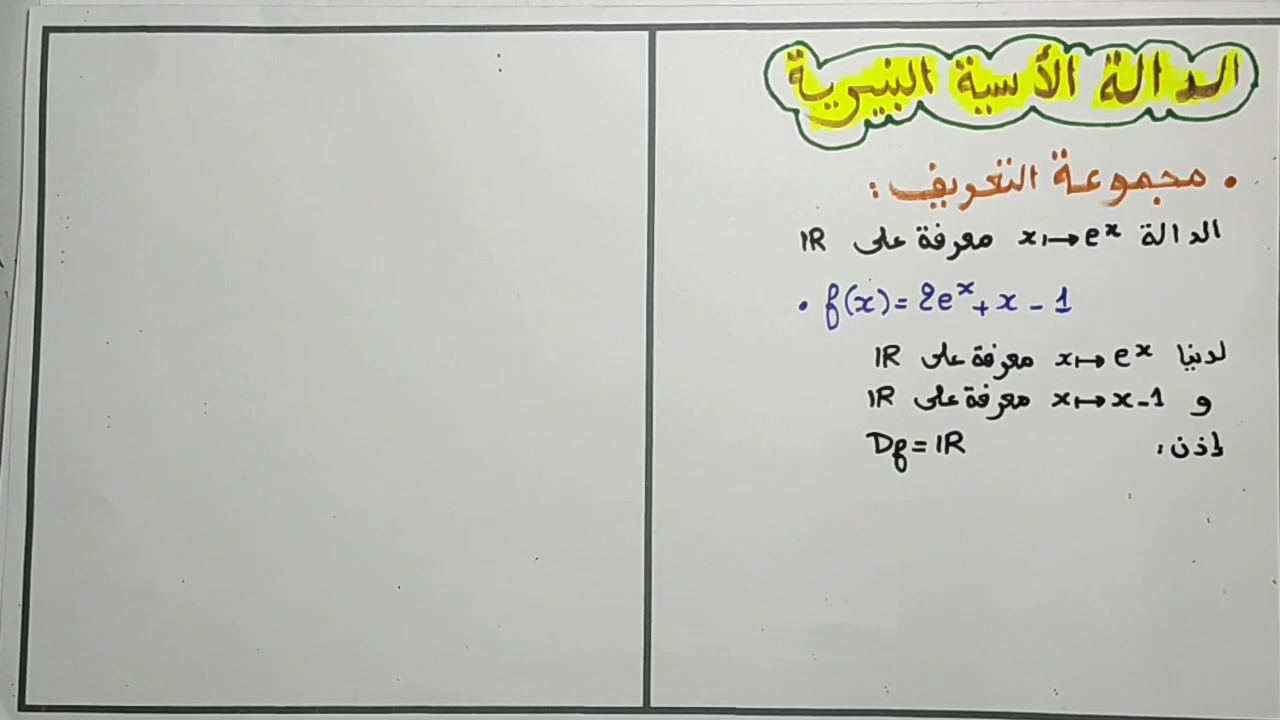 الدالة الأسية النيبرية
• مجموعة التعريف :
الدالة x ↦ eˣ معرفة على IR
• f(x) = 2eˣ + x - 1
لدينا x ↦ eˣ معرفة على IR
و x ↦ x - 1 معرفة على IR
إذن : Df = IR